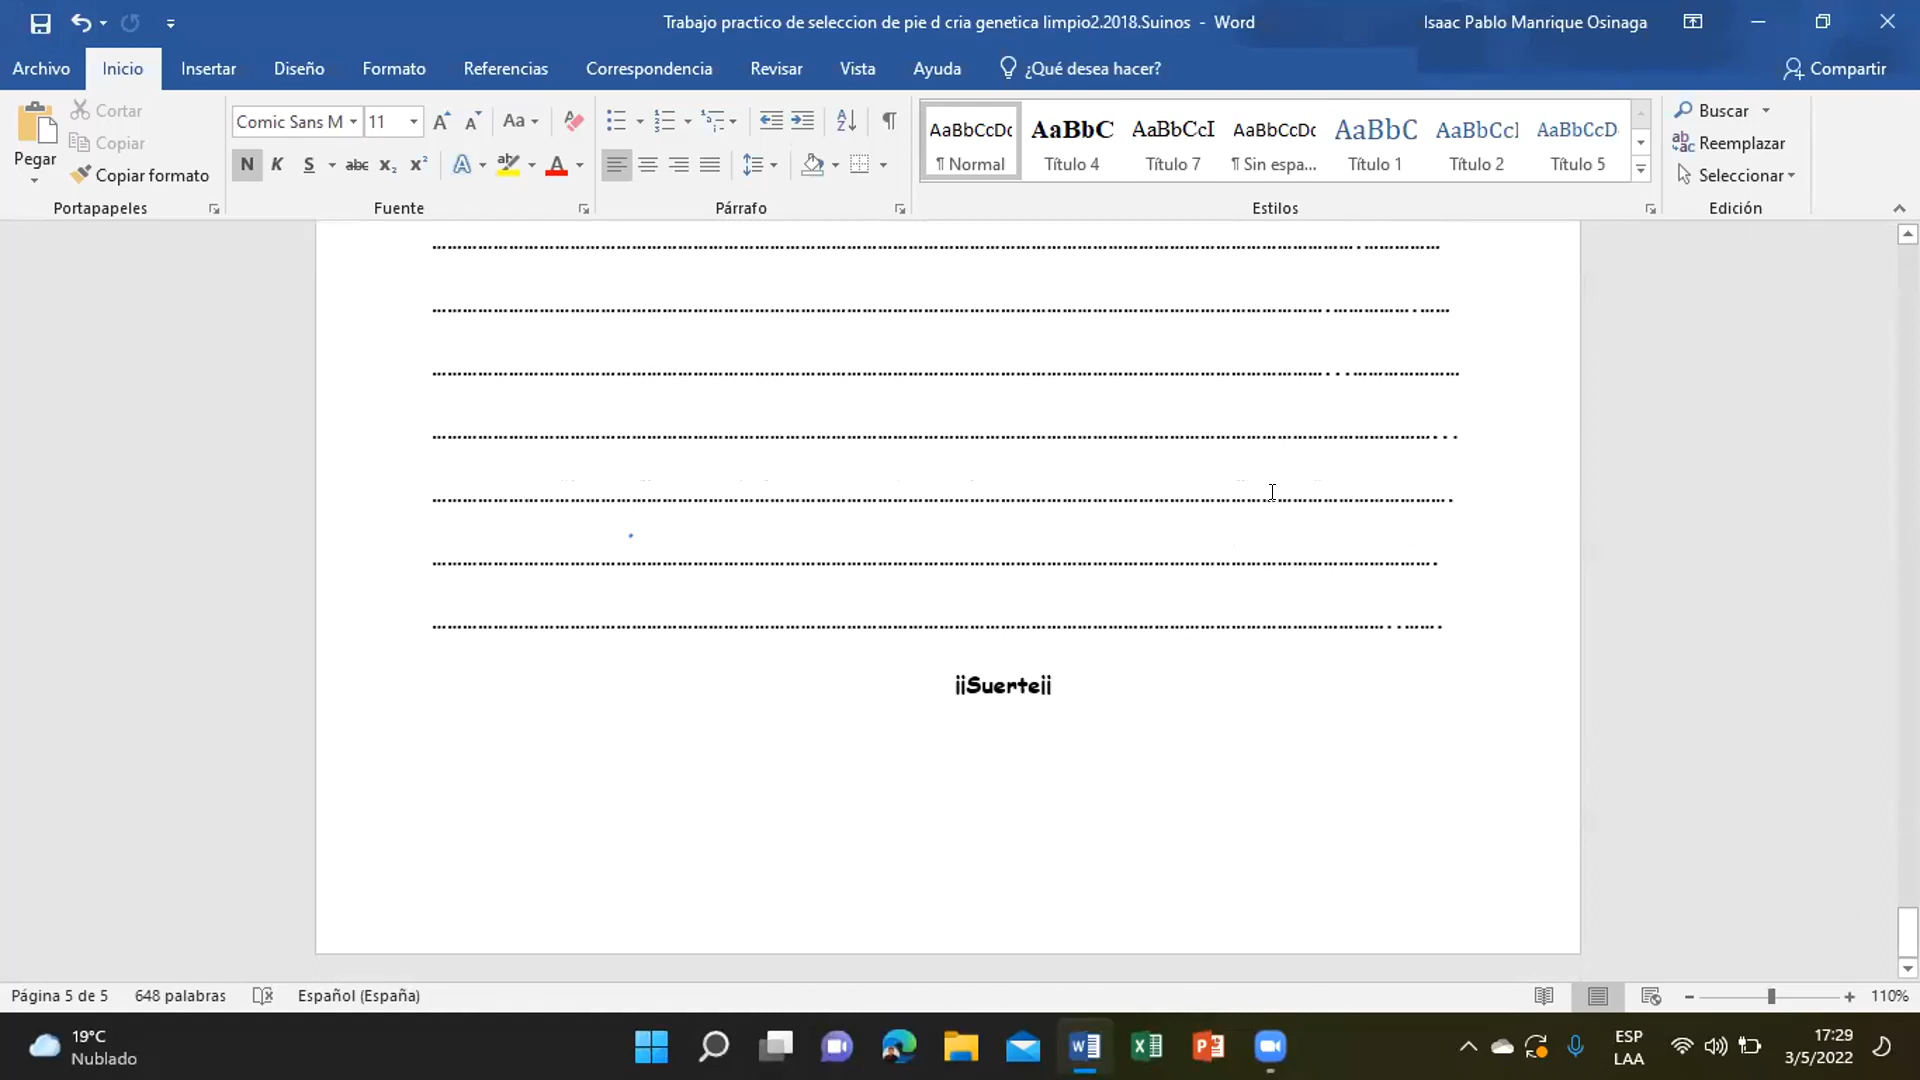 Trabajo practico de seleccion de pie d cria genetica limpio2.2018.Suinos - Word
Isaac Pablo Manrique Osinaga
Archivo Inicio Insertar Diseño Formato Referencias Correspondencia Revisar Vista Ayuda ¿Qué desea hacer? Compartir
Pegar
Cortar
Copiar
Copiar formato
Portapapeles
Comic Sans M 11
Aa
N K S abc x₂ x² A ab A
Fuente
Párrafo
AaBbCcDc AaBbC AaBbCcI AaBbCcDc AaBbC AaBbCcI AaBbCcD
¶ Normal Título 4 Título 7 ¶ Sin espa... Título 1 Título 2 Título 5
Estilos
Buscar
Reemplazar
Seleccionar
Edición
¡¡Suerte¡¡
Página 5 de 5 648 palabras Español (España) 110%
19°C
Nublado
ESP
LAA
17:29
3/5/2022